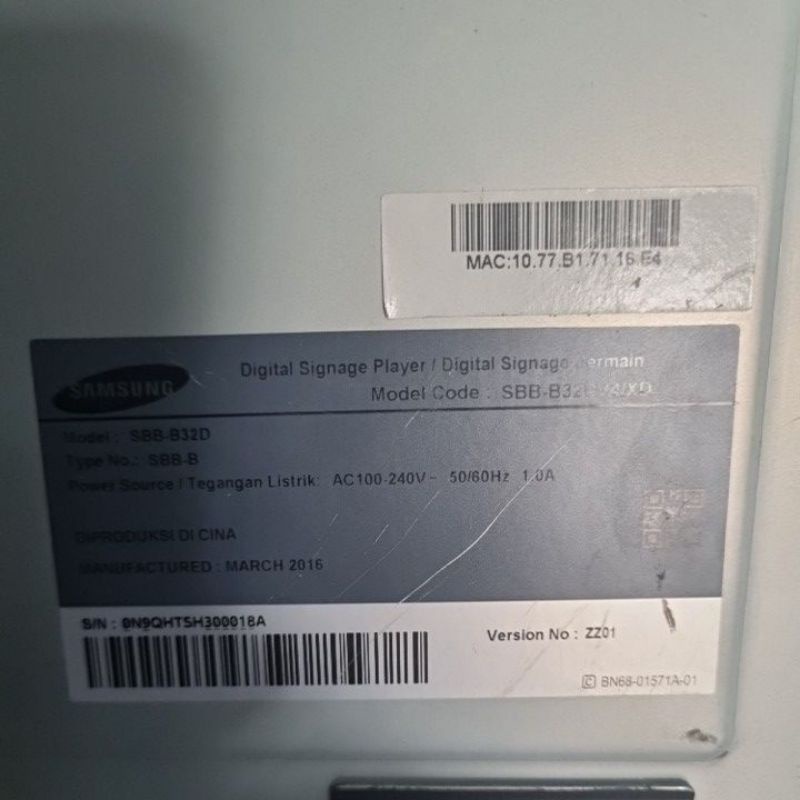 MAC:10.77.B1.71.16.E4
SAMSUNG
Digital Signage Player / Digital Signage
Model Code :
Model : SBB-B32D
Type No.: SBB-B
Power Source / Tegangan Listrik: AC100-240V~ 50/60Hz 1.0A
DIPRODUKSI DI CINA
MANUFACTURED : MARCH 2016
S/N : 0N9QHTSH300018A
Version No : ZZ01
BN68-01571A-01